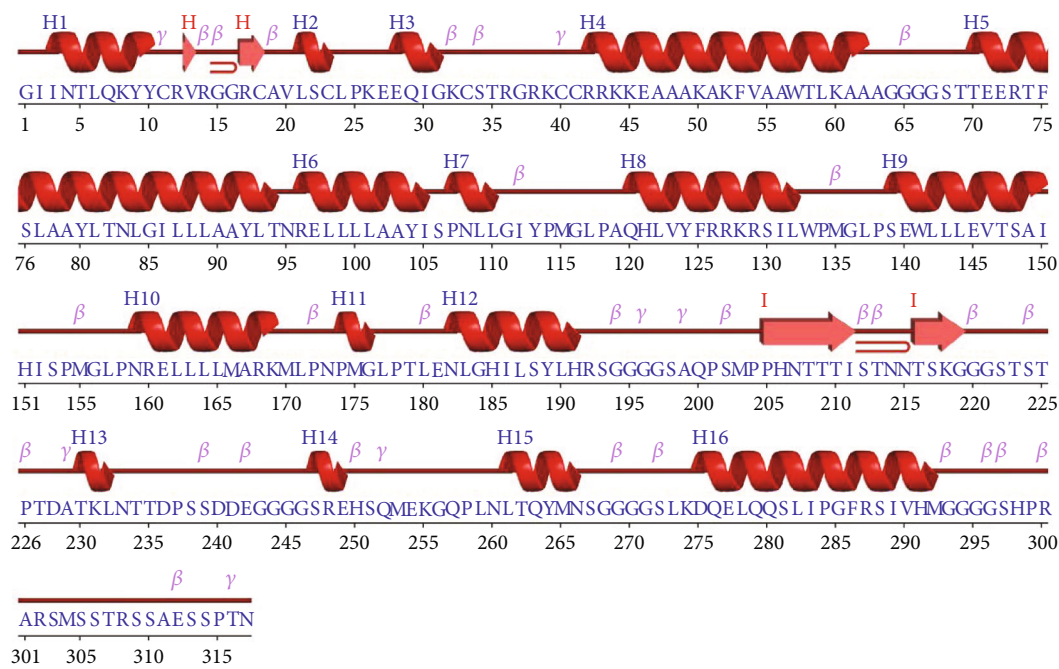 H1 γ H β β H β H2 H3 β β γ H4 β H5
GIINTLQKYYCRVRGGRCAVLSCLPKEEQIGKCSTRGRKCCRRKKEAAAKAKFVAAWTLKAAAGGGGSTTEERTF
1 5 10 15 20 25 30 35 40 45 50 55 60 65 70 75
H6 H7 β H8 β H9
SLAAYLTNLGILLLAAYLTNRELLLLAAYISPNLLGIYPMGLPAQHLVYFRRKRSILWPMGLPSEWLLLEVTSAI
76 80 85 90 95 100 105 110 115 120 125 130 135 140 145 150
β H10 β H11 β H12 β γ γ β I β β I β β
HISPMGLPNRELLLLMARKMLPNPMGLPTLENLGHILSYLHRSGGGGSAQPSMPPHNTTTISTNNTSKGGGSTST
151 155 160 165 170 175 180 185 190 195 200 205 210 215 220 225
β γ H13 β β H14 β γ H15 β β H16 β β β β
PTDATKLNTTDPSSDDEGGGGSREHSQMEKGQPLNLTQYMNSGGGGSLKDQELQQSLIPGFRSIVHMGGGGSHPR
226 230 235 240 245 250 255 260 265 270 275 280 285 290 295 300
β γ
ARSMSSTRSSAESSPTN
301 305 310 315